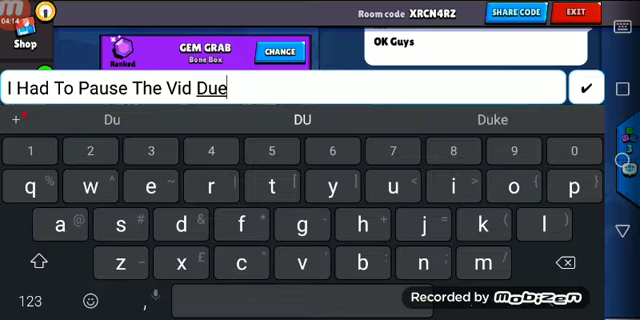 04:14
Shop
Room code XRCN4RZ
SHARE CODE
EXIT
Ranked
GEM GRAB
Bone Box
CHANGE
OK Guys
I Had To Pause The Vid Due
Du DU Duke
1 2 3 4 5 6 7 8 9 0
q % w ^ e ~ r | t [ y ] u < i > o { p }
a @ s # d & f * g - h + j = k ( l )
z _ x £ c " v : b ; n , m /
123 , Recorded by mobizen